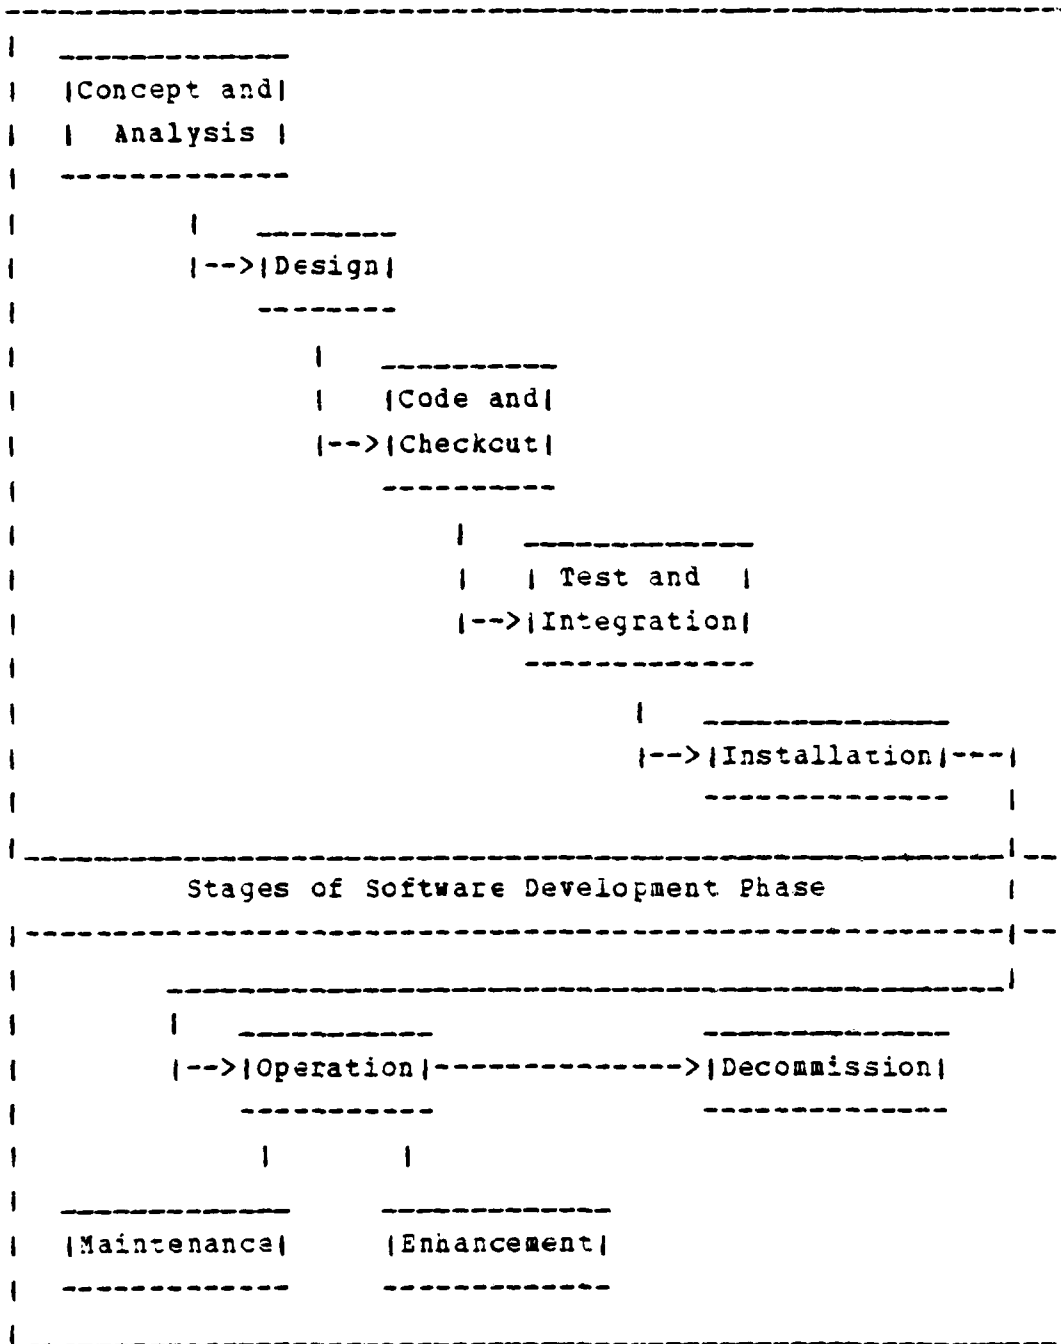 Concept and
Analysis
Design
Code and
Checkout
Test and
Integration
Installation
Stages of Software Development Phase
Operation
Decommission
Maintenance
Enhancement